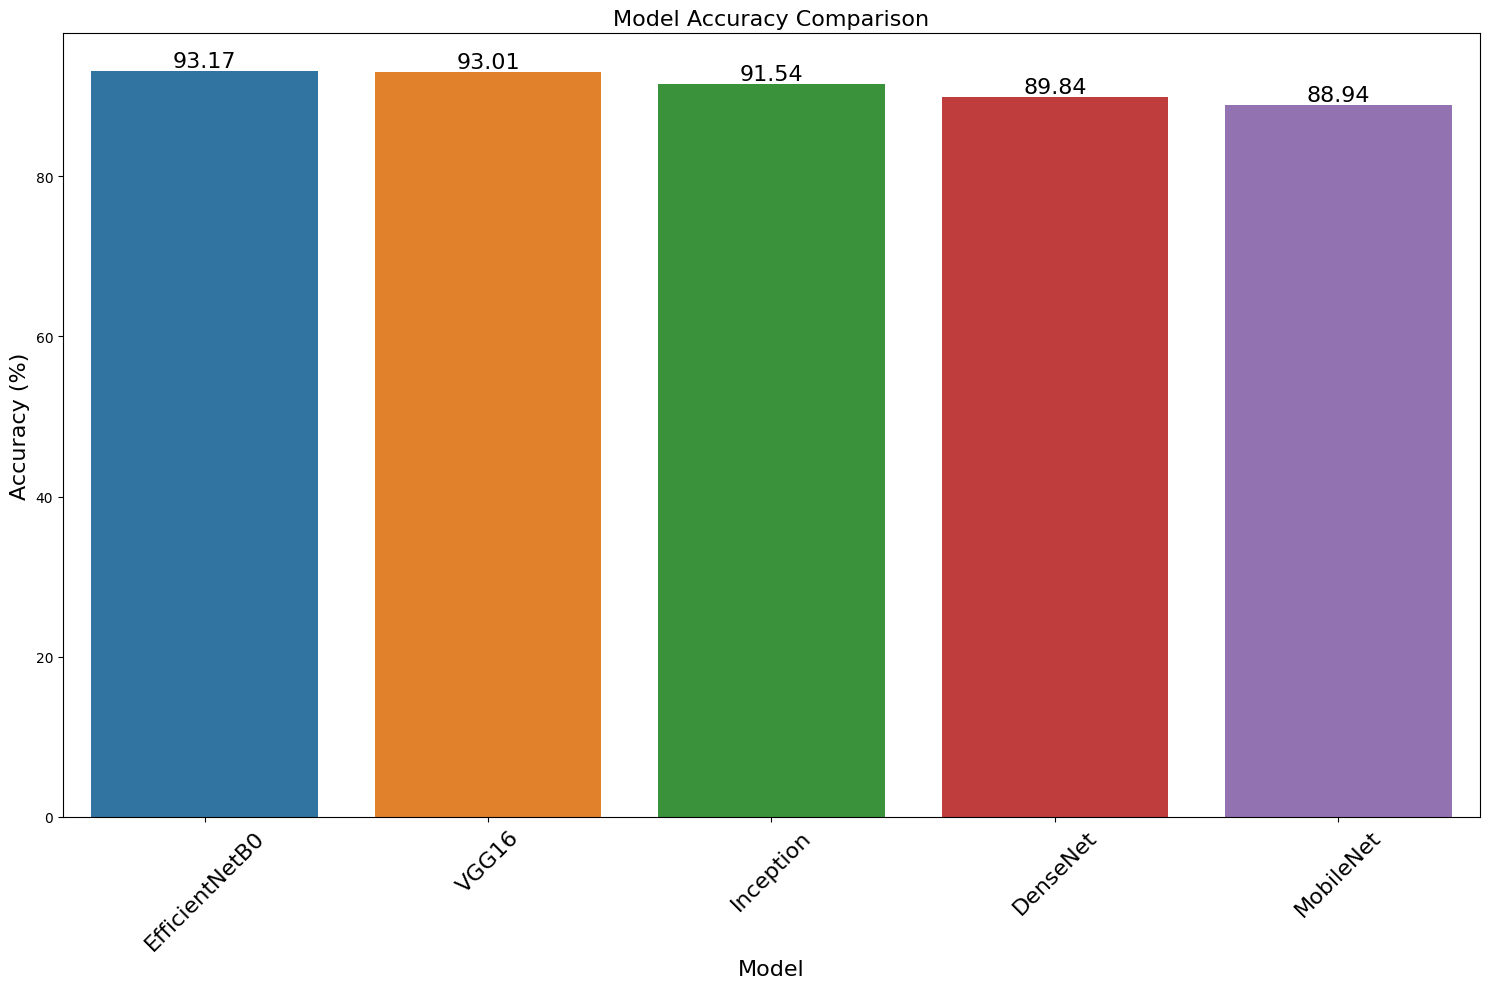 Model Accuracy Comparison
93.17
93.01
91.54
89.84
88.94
Accuracy (%)
80
60
40
20
0
EfficientNetB0
VGG16
Inception
DenseNet
MobileNet
Model